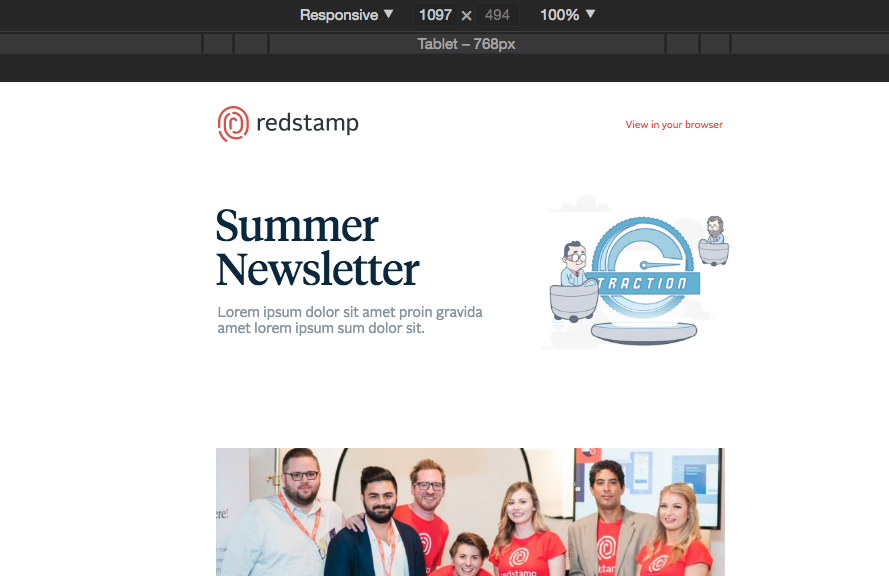 Responsive ▼ 1097 × 494 100% ▼
Tablet – 768px
redstamp
View in your browser
Summer
Newsletter
Lorem ipsum dolor sit amet proin gravida
amet lorem ipsum sum dolor sit.
TRACTION
redstamp